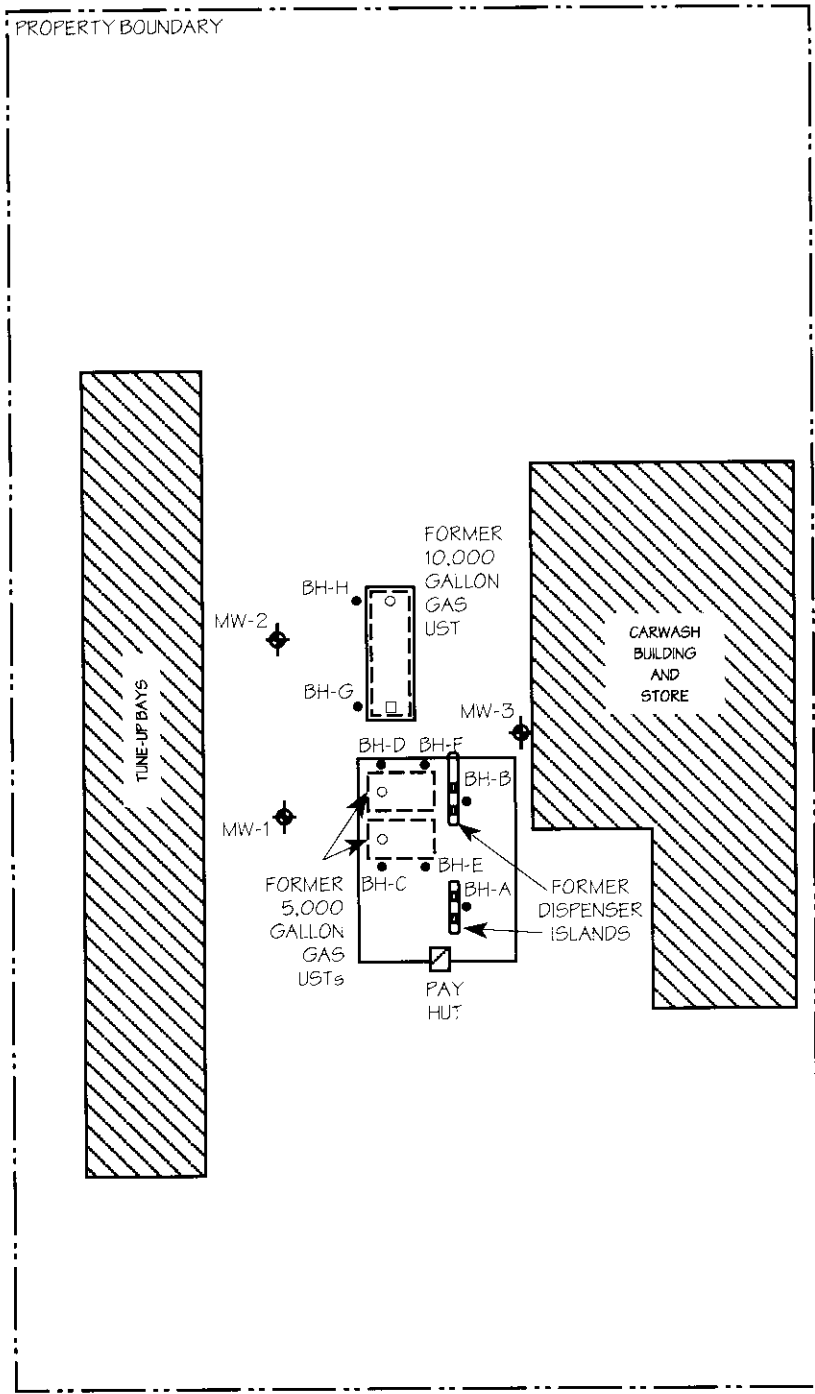 PROPERTY BOUNDARY
FORMER
10,000
GALLON
GAS
UST
BH-H
MW-2
BH-G
MW-3
CARWASH
BUILDING
AND
STORE
TUNE-UP BAYS
BH-D
BH-F
BH-B
MW-1
BH-C
BH-E
BH-A
FORMER
5,000
GALLON
GAS
USTs
FORMER
DISPENSER
ISLANDS
PAY
HUT